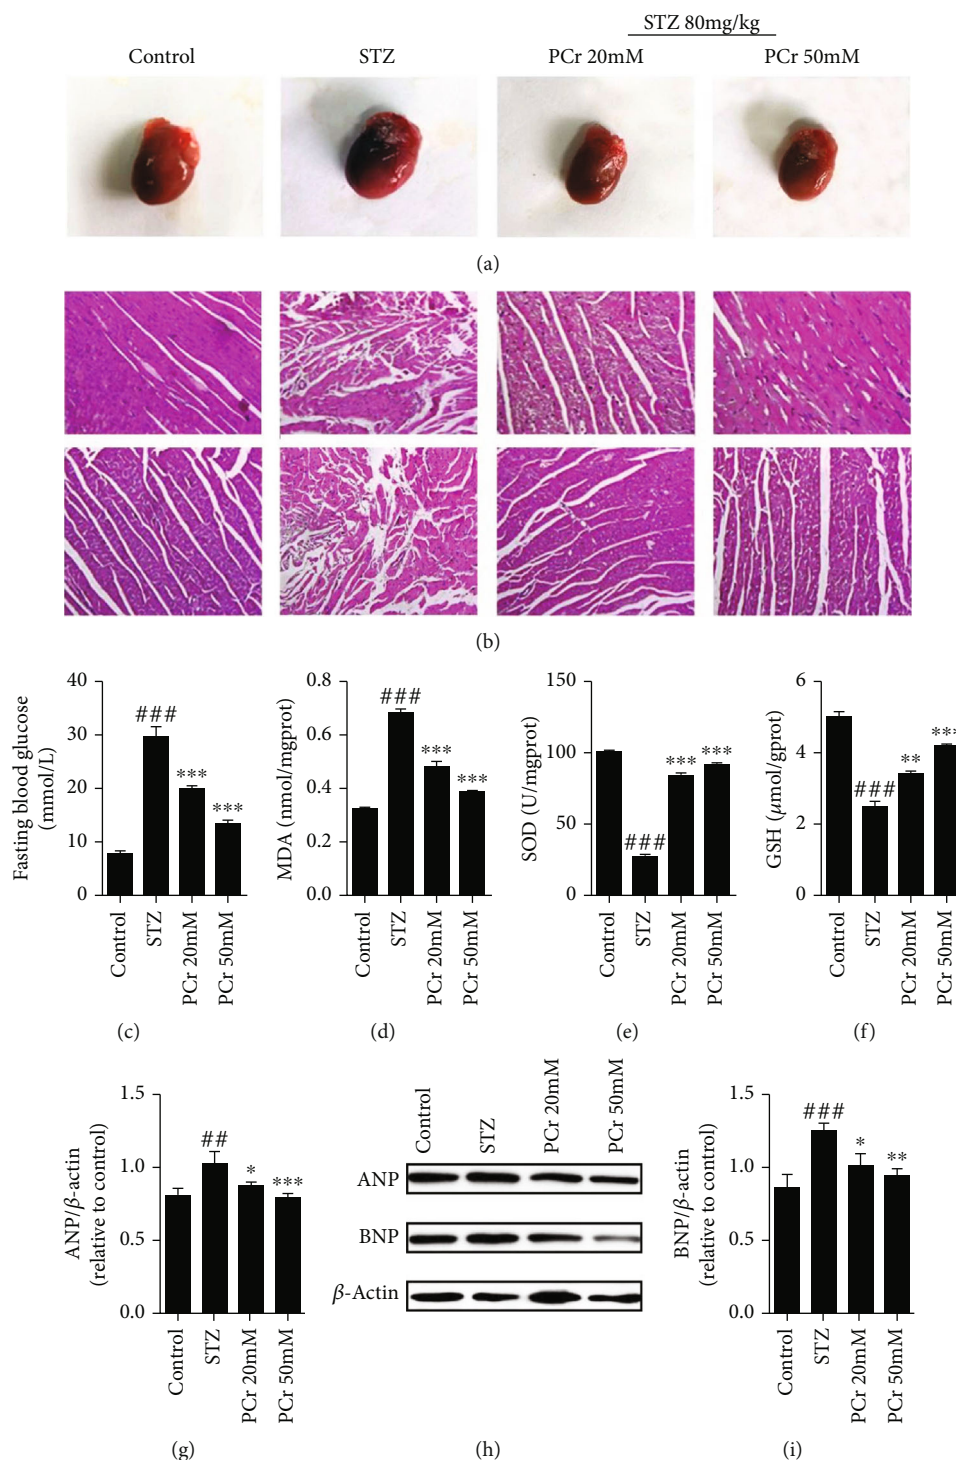 STZ 80mg/kg
Control STZ PCr 20mM PCr 50mM
(a)
(b)
Fasting blood glucose
(mmol/L)
40
30
20
10
0
###
***
***
Control
STZ
PCr 20mM
PCr 50mM
(c)
MDA (nmol/mgprot)
0.8
0.6
0.4
0.2
0.0
###
***
***
Control
STZ
PCr 20mM
PCr 50mM
(d)
SOD (U/mgprot)
150
100
50
0
###
***
***
Control
STZ
PCr 20mM
PCr 50mM
(e)
GSH (μmol/gprot)
6
4
2
0
###
**
***
Control
STZ
PCr 20mM
PCr 50mM
(f)
ANP/β-actin
(relative to control)
1.5
1.0
0.5
0.0
##
*
***
Control
STZ
PCr 20mM
PCr 50mM
(g)
Control
STZ
PCr 20mM
PCr 50mM
ANP
BNP
β-Actin
(h)
BNP/β-actin
(relative to control)
1.5
1.0
0.5
0.0
###
*
**
Control
STZ
PCr 20mM
PCr 50mM
(i)